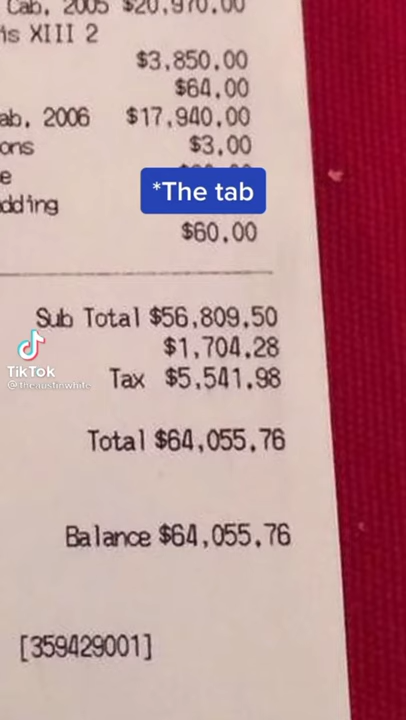 Cab, 2005 $20,970.00
is XIII 2
$3,850.00
$64.00
ab, 2006 $17,940.00
ons $3.00
e
*The tab
dding
$60.00
Sub Total $56,809.50
$1,704.28
TikTok
@theaustinwhite
Tax $5,541.98
Total $64,055.76
Balance $64,055.76
[359429001]